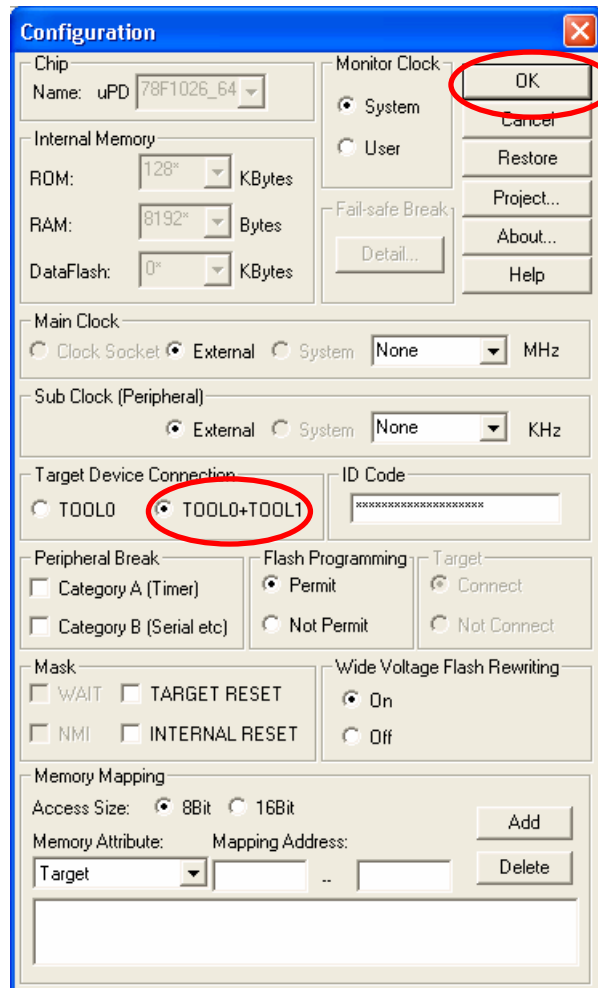 Configuration
Chip
Name: uPD 78F1026_64
Monitor Clock
System
User
OK
Cancel
Restore
Project...
About...
Help
Internal Memory
ROM: 128* KBytes
RAM: 8192* Bytes
DataFlash: 0* KBytes
Fail-safe Break
Detail...
Main Clock
Clock Socket External System None MHz
Sub Clock (Peripheral)
External System None KHz
Target Device Connection
TOOL0 TOOL0+TOOL1
ID Code
********************
Peripheral Break
Category A (Timer)
Category B (Serial etc)
Flash Programming
Permit
Not Permit
Target
Connect
Not Connect
Mask
WAIT TARGET RESET
NMI INTERNAL RESET
Wide Voltage Flash Rewriting
On
Off
Memory Mapping
Access Size: 8Bit 16Bit
Memory Attribute: Mapping Address:
Target ..
Add
Delete